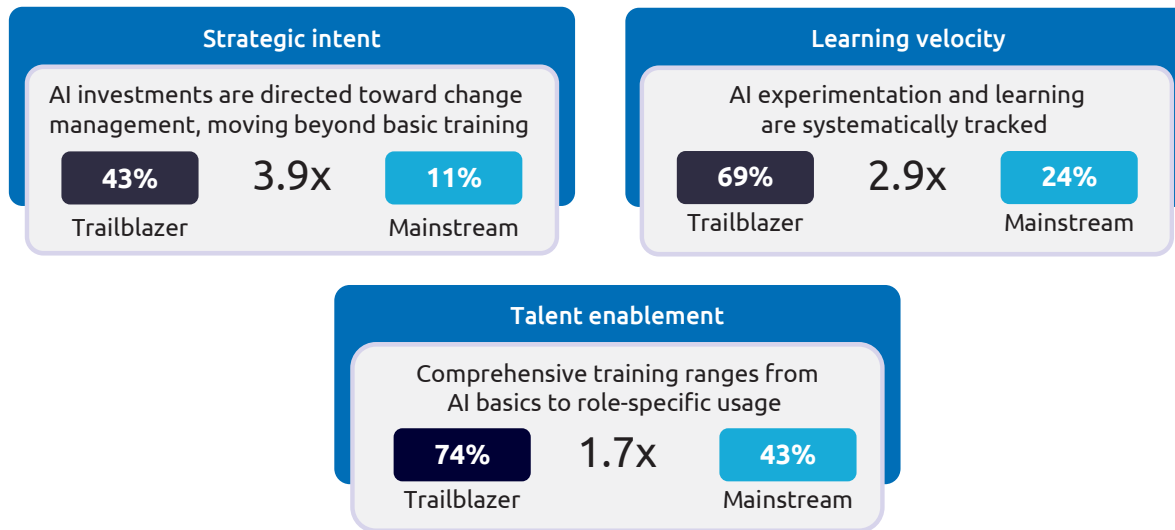 Strategic intent
AI investments are directed toward change
management, moving beyond basic training
43% 3.9x 11%
Trailblazer Mainstream
Learning velocity
AI experimentation and learning
are systematically tracked
69% 2.9x 24%
Trailblazer Mainstream
Talent enablement
Comprehensive training ranges from
AI basics to role-specific usage
74% 1.7x 43%
Trailblazer Mainstream